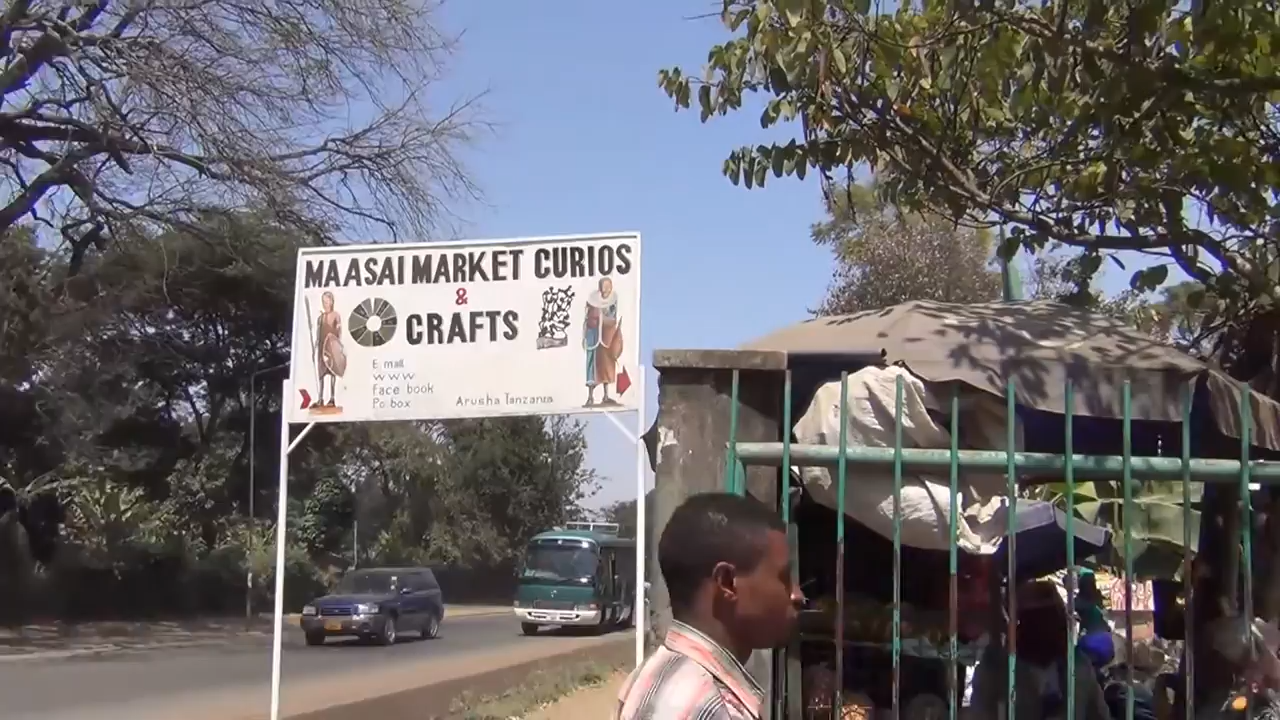 MAASAI MARKET CURIOS
&
CRAFTS
E mail
www
Face book
Po box
Arusha Tanzania